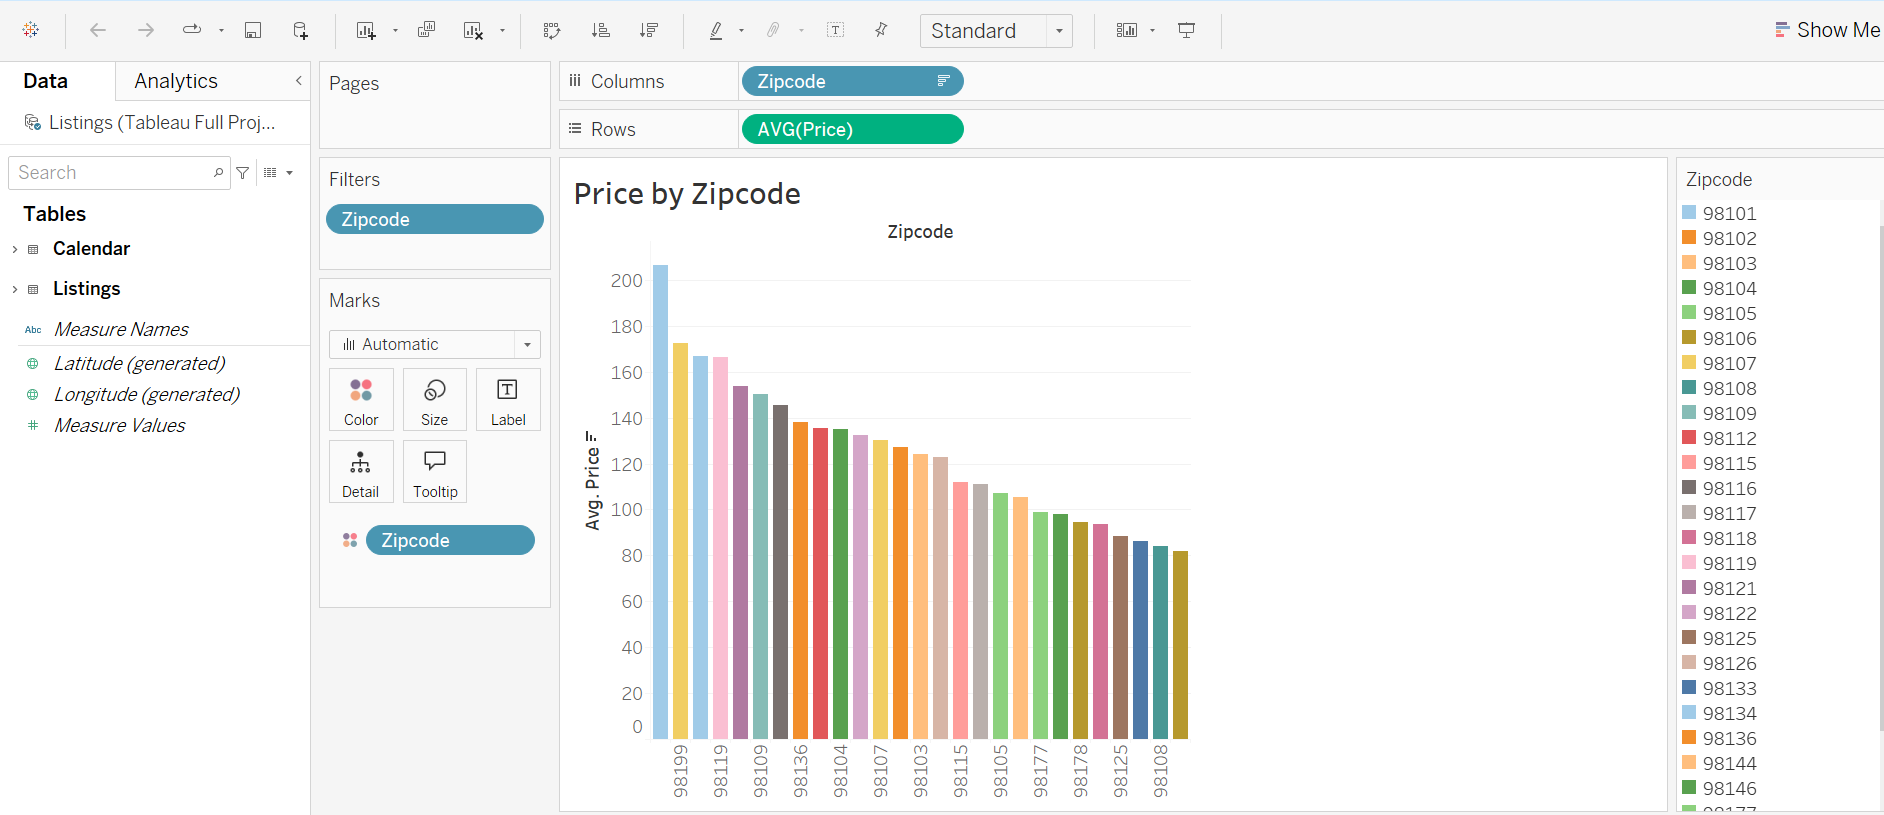 Standard
Show Me
Data
Analytics
Pages
Columns
Zipcode
Listings (Tableau Full Proj...
Rows
AVG(Price)
Search
Filters
Zipcode
Tables
Calendar
Listings
Abc
Measure Names
Latitude (generated)
Longitude (generated)
Measure Values
Marks
Automatic
Color
Size
Label
Detail
Tooltip
Zipcode
Price by Zipcode
Zipcode
Avg. Price
200
180
160
140
120
100
80
60
40
20
0
98199
98119
98109
98136
98104
98107
98103
98115
98105
98177
98178
98125
98108
Zipcode
98101
98102
98103
98104
98105
98106
98107
98108
98109
98112
98115
98116
98117
98118
98119
98121
98122
98125
98126
98133
98134
98136
98144
98146
98177